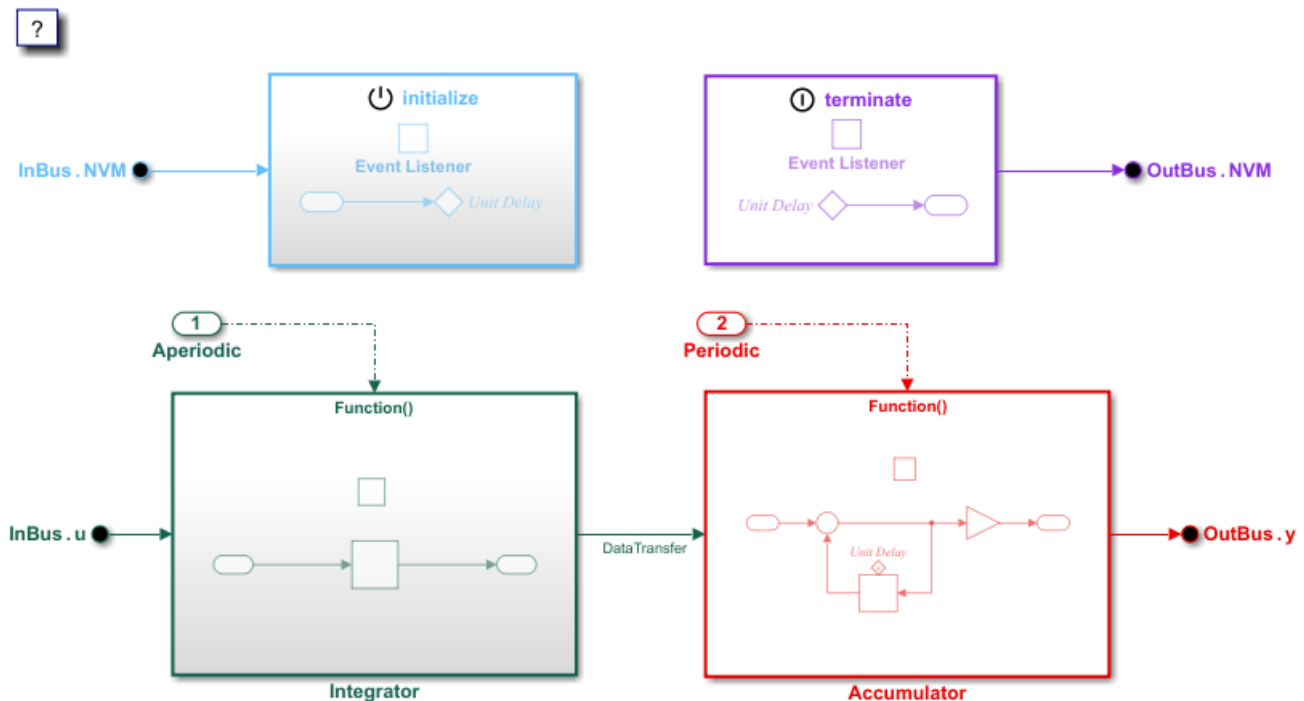 ?
initialize
Event Listener
Unit Delay
InBus.NVM
terminate
Event Listener
Unit Delay
OutBus.NVM
1
Aperiodic
2
Periodic
Function()
InBus.u
Integrator
DataTransfer
Function()
Unit Delay
OutBus.y
Accumulator